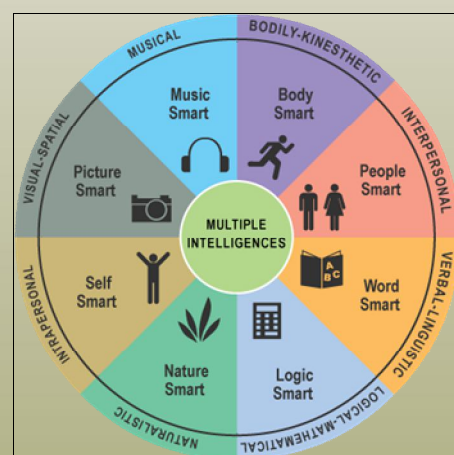 MUSICAL
BODILY-KINESTHETIC
INTERPERSONAL
VERBAL-LINGUISTIC
LOGICAL-MATHEMATICAL
NATURALISTIC
INTRAPERSONAL
VISUAL-SPATIAL
Music
Smart
Body
Smart
People
Smart
Word
Smart
Logic
Smart
Nature
Smart
Self
Smart
Picture
Smart
MULTIPLE
INTELLIGENCES
A
B
C